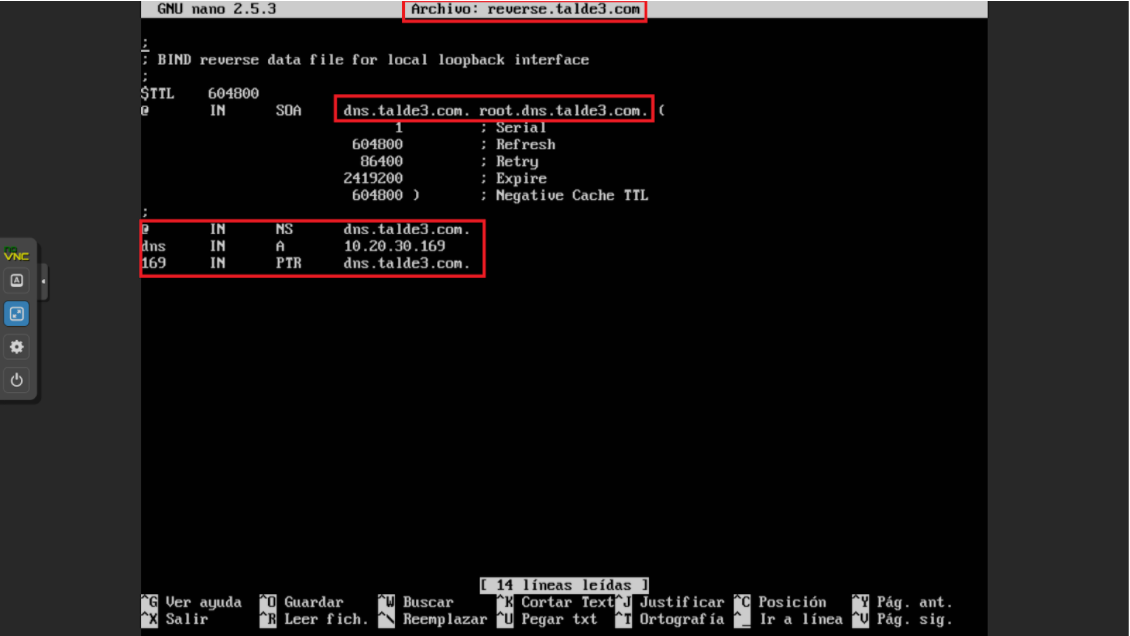 GNU nano 2.5.3 Archivo: reverse.talde3.com
;
; BIND reverse data file for local loopback interface
;
$TTL 604800
@ IN SOA dns.talde3.com. root.dns.talde3.com. (
1 ; Serial
604800 ; Refresh
86400 ; Retry
2419200 ; Expire
604800 ) ; Negative Cache TTL
;
@ IN NS dns.talde3.com.
dns IN A 10.20.30.169
169 IN PTR dns.talde3.com.
noVNC
A
[ 14 líneas leídas ]
^G Ver ayuda ^O Guardar ^W Buscar ^K Cortar Text ^J Justificar ^C Posición ^Y Pág. ant.
^X Salir ^R Leer fich. ^\ Reemplazar ^U Pegar txt ^T Ortografía ^_ Ir a línea ^V Pág. sig.